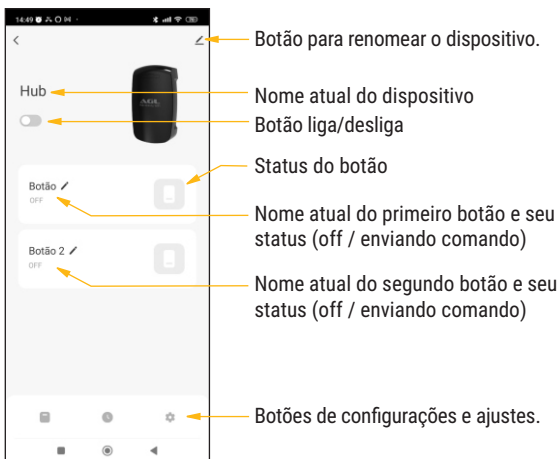 14:49
Botão para renomear o dispositivo.
Hub
AGL
Nome atual do dispositivo
Botão liga/desliga
Status do botão
Botão
OFF
Nome atual do primeiro botão e seu
status (off / enviando comando)
Botão 2
OFF
Nome atual do segundo botão e seu
status (off / enviando comando)
Botões de configurações e ajustes.